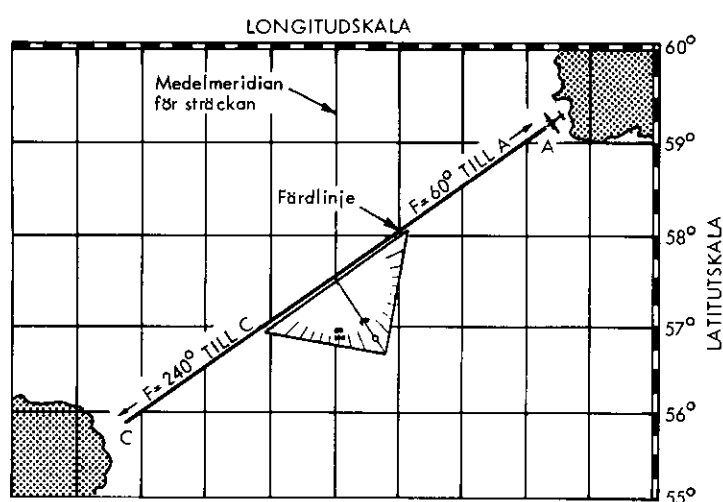 LONGITUDSKALA
60°
Medelmeridian
för sträckan
59°
A
F=60° TILL A
Färdlinje
58°
LATITUTSKALA
57°
F=240° TILL C
56°
C
55°